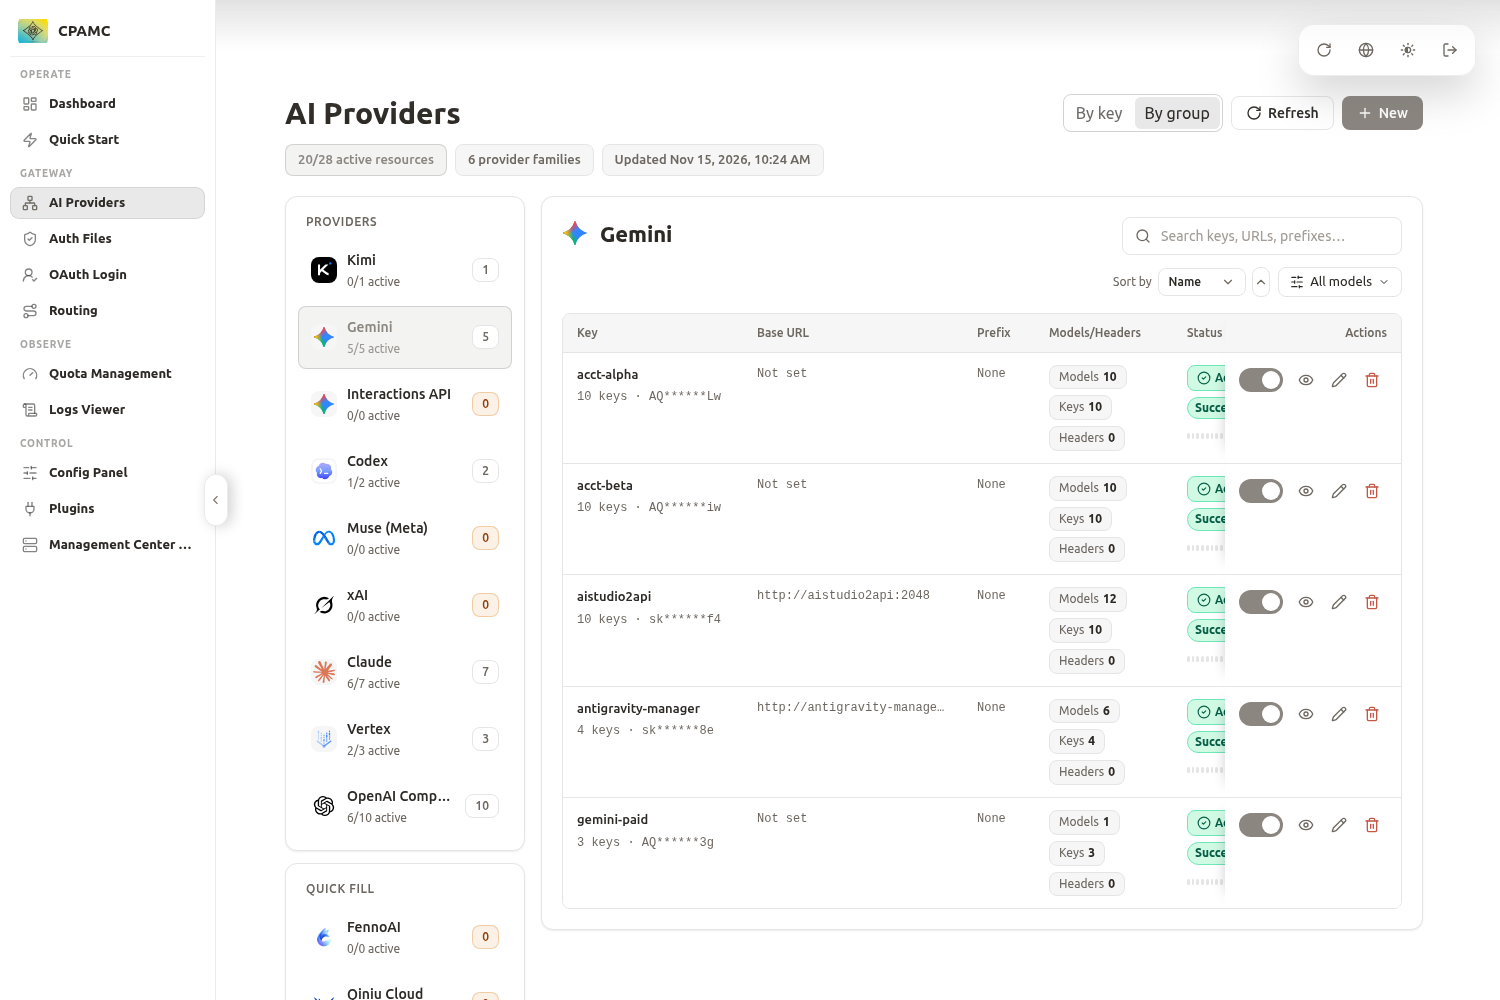 CPAMC
OPERATE
Dashboard
Quick Start
GATEWAY
AI Providers
Auth Files
OAuth Login
Routing
OBSERVE
Quota Management
Logs Viewer
CONTROL
Config Panel
Plugins
Management Center ...
AI Providers
By key By group Refresh New
20/28 active resources 6 provider families Updated Nov 15, 2026, 10:24 AM
PROVIDERS
Kimi
0/1 active
1
Gemini
5/5 active
5
Interactions API
0/0 active
0
Codex
1/2 active
2
Muse (Meta)
0/0 active
0
xAI
0/0 active
0
Claude
6/7 active
7
Vertex
2/3 active
3
OpenAI Comp...
6/10 active
10
QUICK FILL
FennoAI
0/0 active
0
Qiniu Cloud
Gemini
Search keys, URLs, prefixes...
Sort by Name All models
Key Base URL Prefix Models/Headers Status Actions
acct-alpha
10 keys · AQ******Lw
Not set
None
Models 10
Keys 10
Headers 0
Ac
Succe
acct-beta
10 keys · AQ******iw
Not set
None
Models 10
Keys 10
Headers 0
Ac
Succe
aistudio2api
10 keys · sk******f4
http://aistudio2api:2048
None
Models 12
Keys 10
Headers 0
Ac
Succe
antigravity-manager
4 keys · sk******8e
http://antigravity-manage...
None
Models 6
Keys 4
Headers 0
Ac
Succe
gemini-paid
3 keys · AQ******3g
Not set
None
Models 1
Keys 3
Headers 0
Ac
Succe